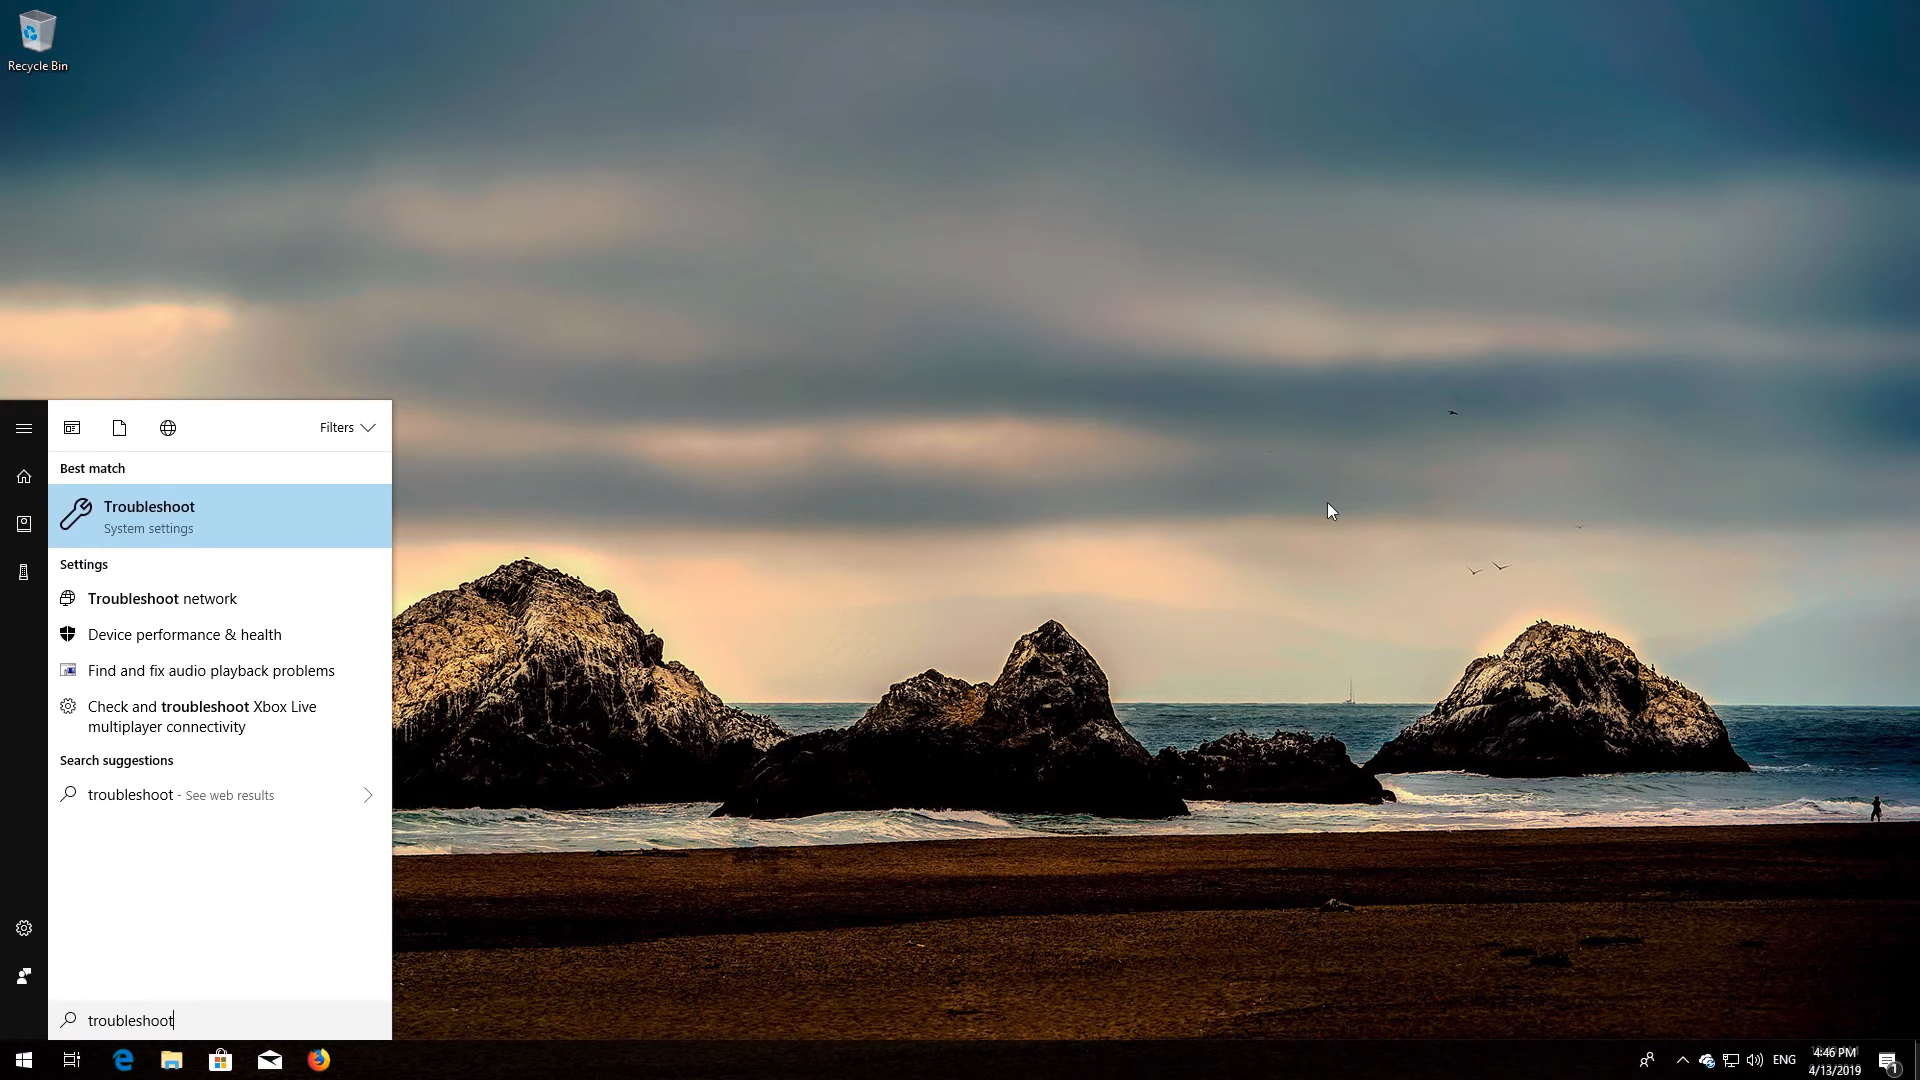 Recycle Bin
Filters
Best match
Troubleshoot
System settings
Settings
Troubleshoot network
Device performance & health
Find and fix audio playback problems
Check and troubleshoot Xbox Live
multiplayer connectivity
Search suggestions
troubleshoot - See web results
troubleshoot
ENG
4:46 PM
4/13/2019
1